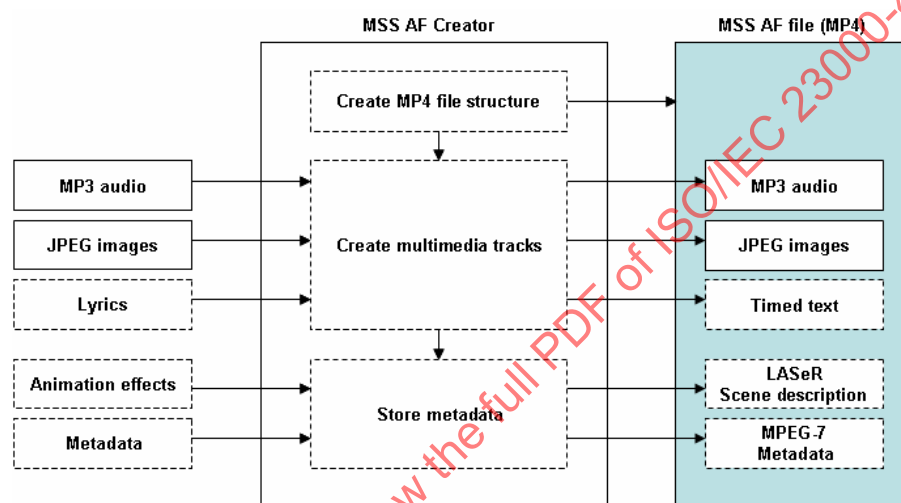 MSS AF Creator
MSS AF file (MP4)
Create MP4 file structure
MP3 audio
JPEG images
Lyrics
Create multimedia tracks
MP3 audio
JPEG images
Timed text
Animation effects
Metadata
Store metadata
LASeR
Scene description
MPEG-7
Metadata
w the full PDF of ISO/IEC 23000-4